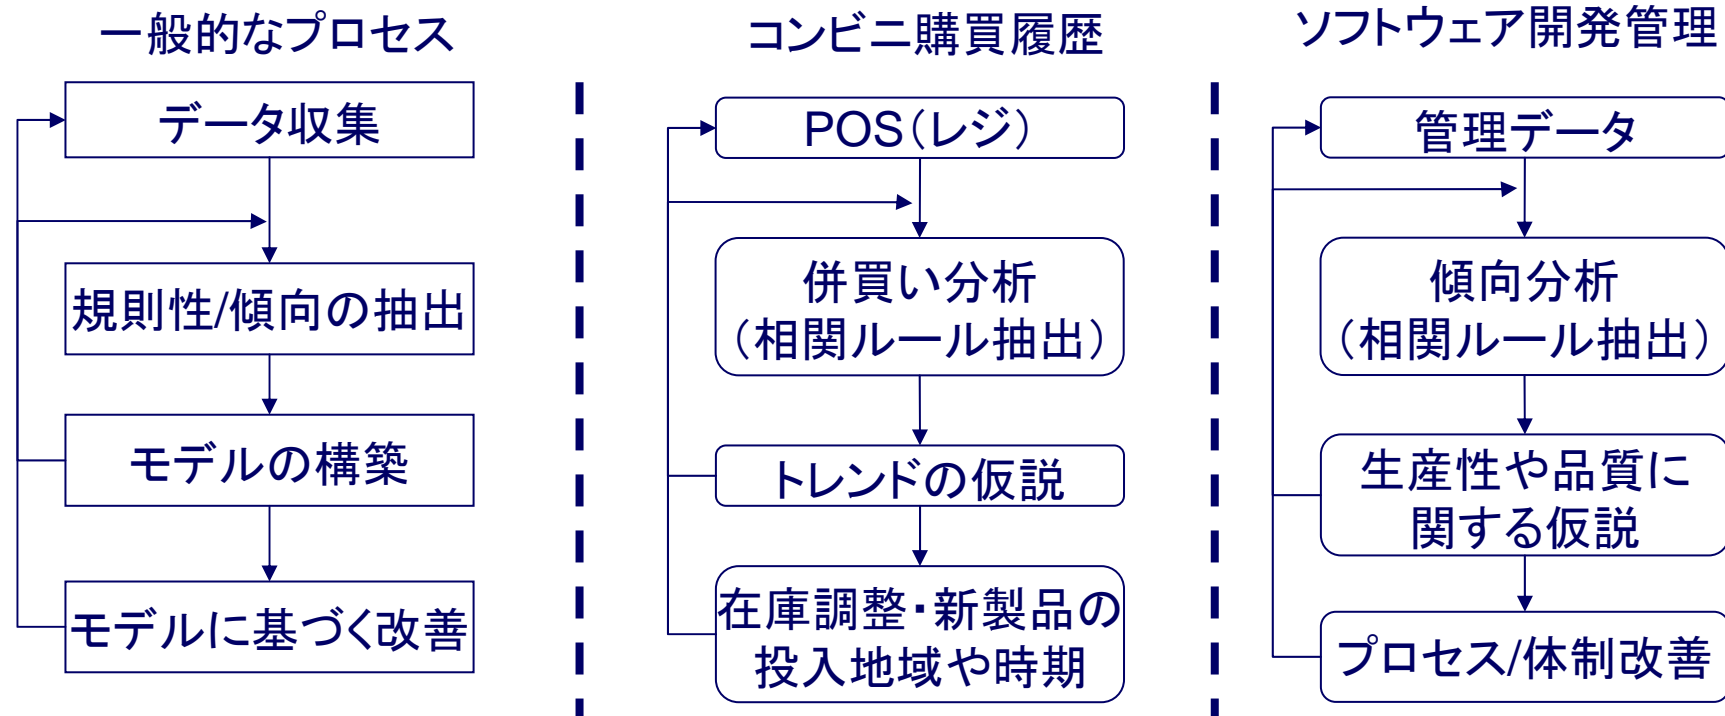 一般的なプロセス
データ収集
規則性/傾向の抽出
モデルの構築
モデルに基づく改善
コンビニ購買履歴
POS(レジ)
併買い分析
(相関ルール抽出)
トレンドの仮説
在庫調整・新製品の
投入地域や時期
ソフトウェア開発管理
管理データ
傾向分析
(相関ルール抽出)
生産性や品質に
関する仮説
プロセス/体制改善